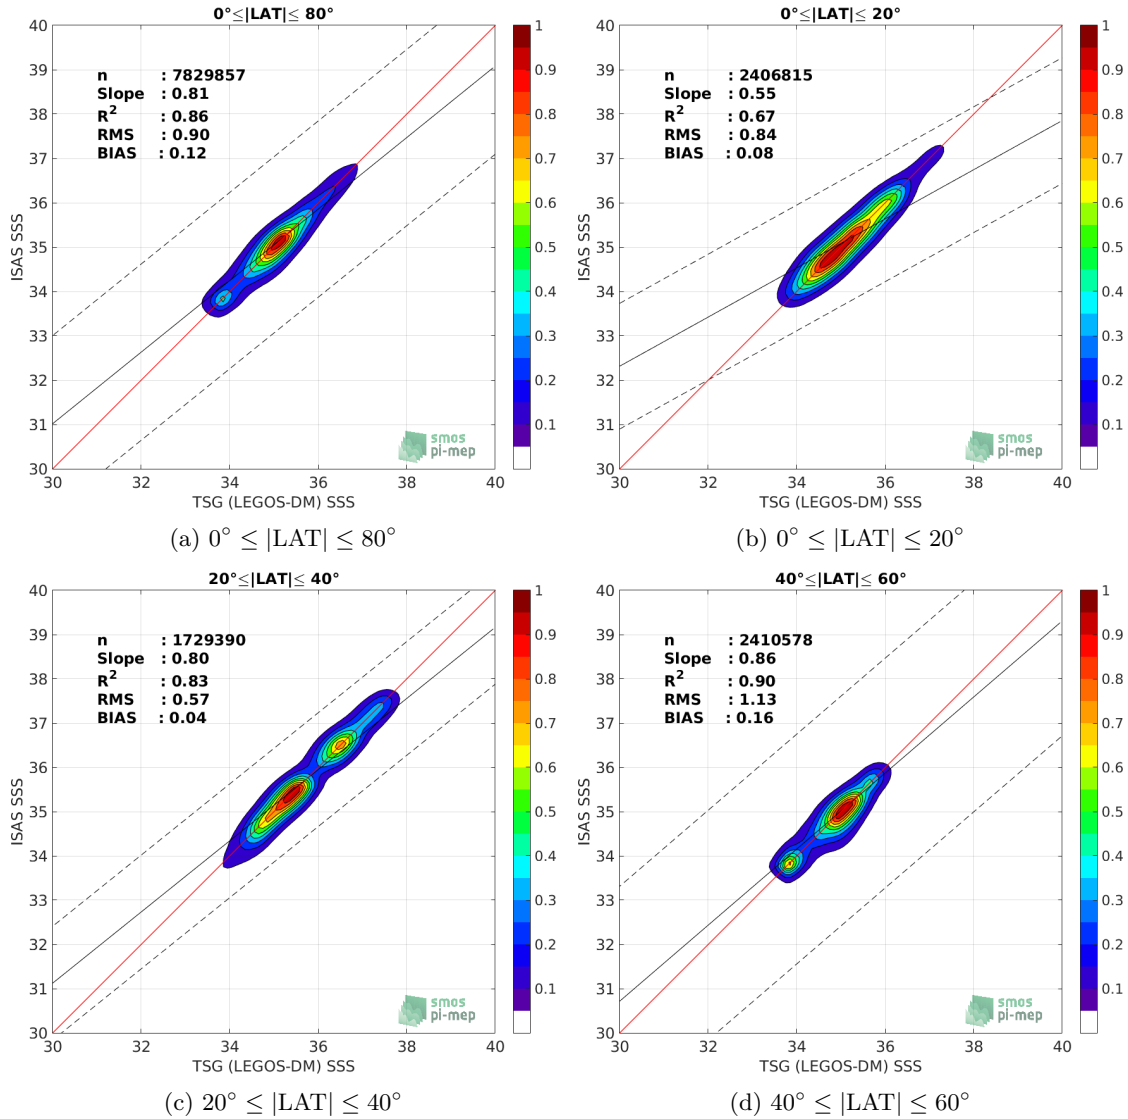 0°≤|LAT|≤ 80°
n : 7829857
Slope : 0.81
R2 : 0.86
RMS : 0.90
BIAS : 0.12
40
39
38
37
36
35
34
33
32
31
30
ISAS SSS
30 32 34 36 38 40
TSG (LEGOS-DM) SSS
1
0.9
0.8
0.7
0.6
0.5
0.4
0.3
0.2
0.1
smos
pi-mep
(a) 0° ≤ |LAT| ≤ 80°
0°≤|LAT|≤ 20°
n : 2406815
Slope : 0.55
R2 : 0.67
RMS : 0.84
BIAS : 0.08
40
39
38
37
36
35
34
33
32
31
30
ISAS SSS
30 32 34 36 38 40
TSG (LEGOS-DM) SSS
1
0.9
0.8
0.7
0.6
0.5
0.4
0.3
0.2
0.1
smos
pi-mep
(b) 0° ≤ |LAT| ≤ 20°
20°≤|LAT|≤ 40°
n : 1729390
Slope : 0.80
R2 : 0.83
RMS : 0.57
BIAS : 0.04
40
39
38
37
36
35
34
33
32
31
30
ISAS SSS
30 32 34 36 38 40
TSG (LEGOS-DM) SSS
1
0.9
0.8
0.7
0.6
0.5
0.4
0.3
0.2
0.1
smos
pi-mep
(c) 20° ≤ |LAT| ≤ 40°
40°≤|LAT|≤ 60°
n : 2410578
Slope : 0.86
R2 : 0.90
RMS : 1.13
BIAS : 0.16
40
39
38
37
36
35
34
33
32
31
30
ISAS SSS
30 32 34 36 38 40
TSG (LEGOS-DM) SSS
1
0.9
0.8
0.7
0.6
0.5
0.4
0.3
0.2
0.1
smos
pi-mep
(d) 40° ≤ |LAT| ≤ 60°